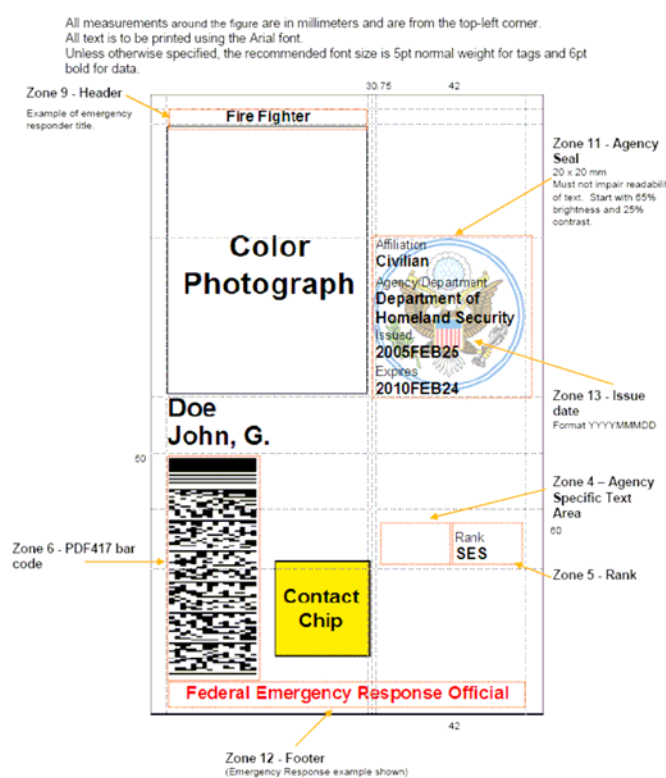 All measurements around the figure are in millimeters and are from the top-left corner.
All text is to be printed using the Arial font.
Unless otherwise specified, the recommended font size is 5pt normal weight for tags and 6pt
bold for data.
30.75 42
Zone 9 - Header
Example of emergency
responder title.
Fire Fighter
Zone 11 - Agency
Seal
20 x 20 mm
Must not impair readabili
of text. Start with 65%
brightness and 25%
contrast.
Color
Photograph
Affiliation
Civilian
Agency/Department
Department of
Homeland Security
Issued
2005FEB25
Expires
2010FEB24
Zone 13 - Issue
date
Format YYYYMMMDD
Doe
John, G.
50
Zone 4 – Agency
Specific Text
Area
60
Rank
SES
Zone 6 - PDF417 bar
code
Zone 5 - Rank
Contact
Chip
Federal Emergency Response Official
42
Zone 12 - Footer
(Emergency Response example shown)